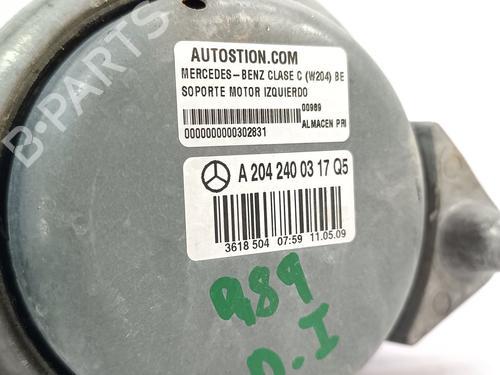 B-PARTS
AUTOSTION.COM
MERCEDES-BENZ CLASE C (W204) BE
SOPORTE MOTOR IZQUIERDO
00989
0000000000302831
ALMACEN PRI
A 204 240 03 17 Q5
3618 504 07:59 11.05.09
989
D.I